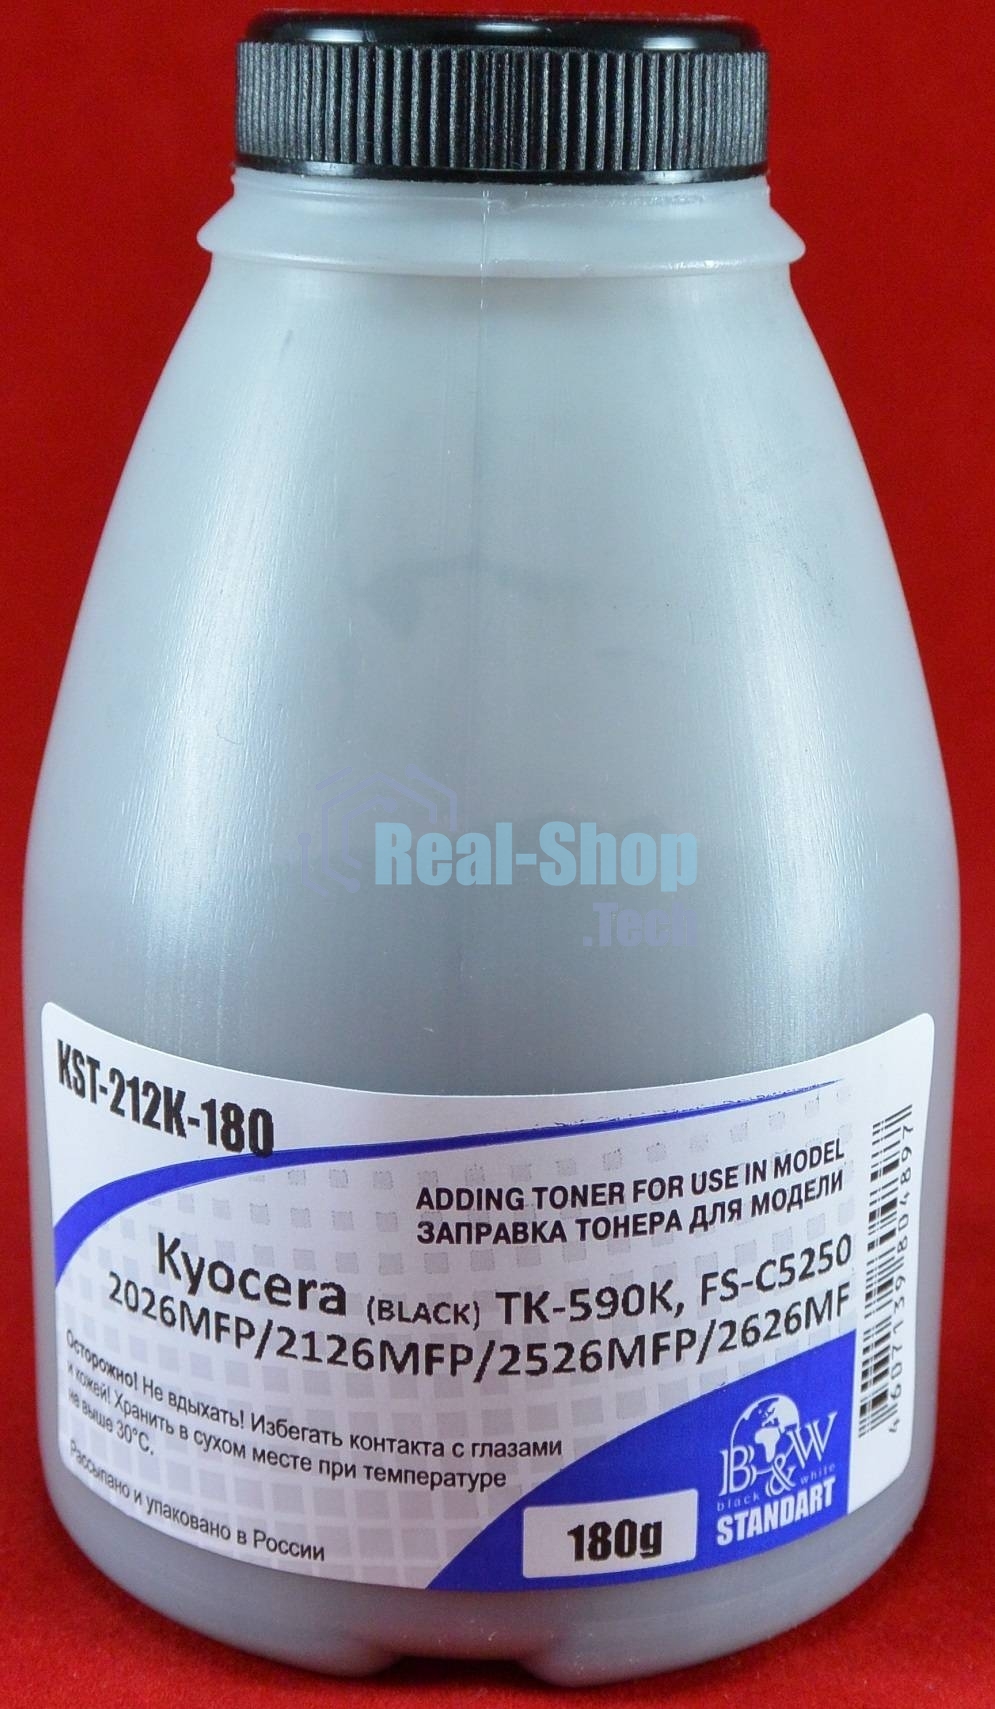 Real-Shop
.Tech
KST-212K-180
ADDING TONER FOR USE IN MODEL
ЗАПРАВКА ТОНЕРА ДЛЯ МОДЕЛИ
Kyocera (BLACK) TK-590K, FS-C5250
2026MFP/2126MFP/2526MFP/2626MF
Осторожно! Не вдыхать! Избегать контакта с глазами
и кожей! Хранить в сухом месте при температуре
не выше 30°С.
Рассыпано и упаковано в России
180g
B&W
black & white
STANDART
4607139804897